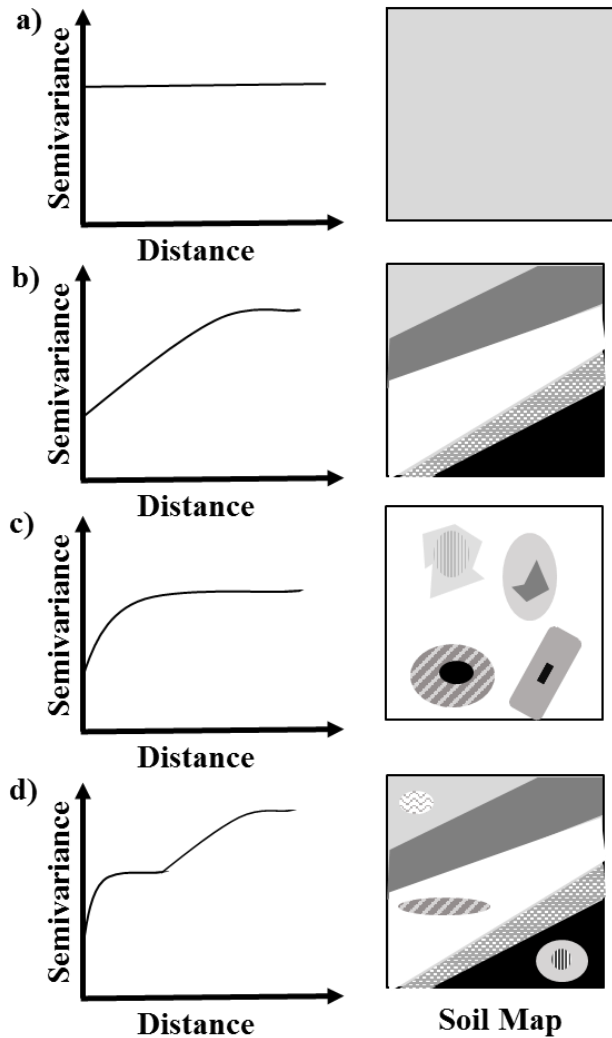 a)
Semivariance
Distance
b)
Semivariance
Distance
c)
Semivariance
Distance
d)
Semivariance
Distance
Soil Map